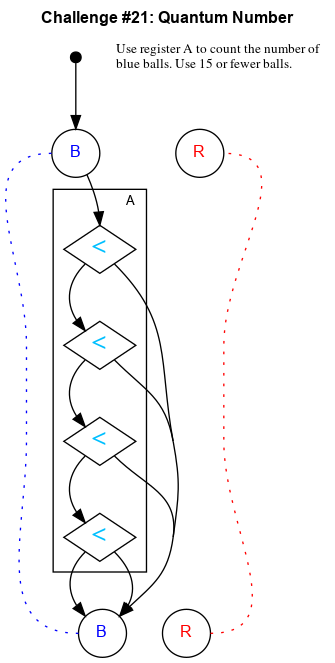 Challenge #21: Quantum Number
Use register A to count the number of
blue balls. Use 15 or fewer balls.
B
R
A
<
<
<
<
B
R